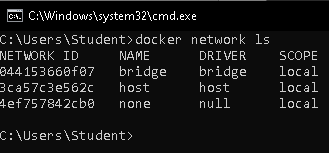 C:\Windows\system32\cmd.exe
C:\Users\Student>docker network ls
NETWORK ID     NAME      DRIVER    SCOPE
044153660f07   bridge    bridge    local
3ca57c3e562c   host      host      local
4ef757842cb0   none      null      local
C:\Users\Student>